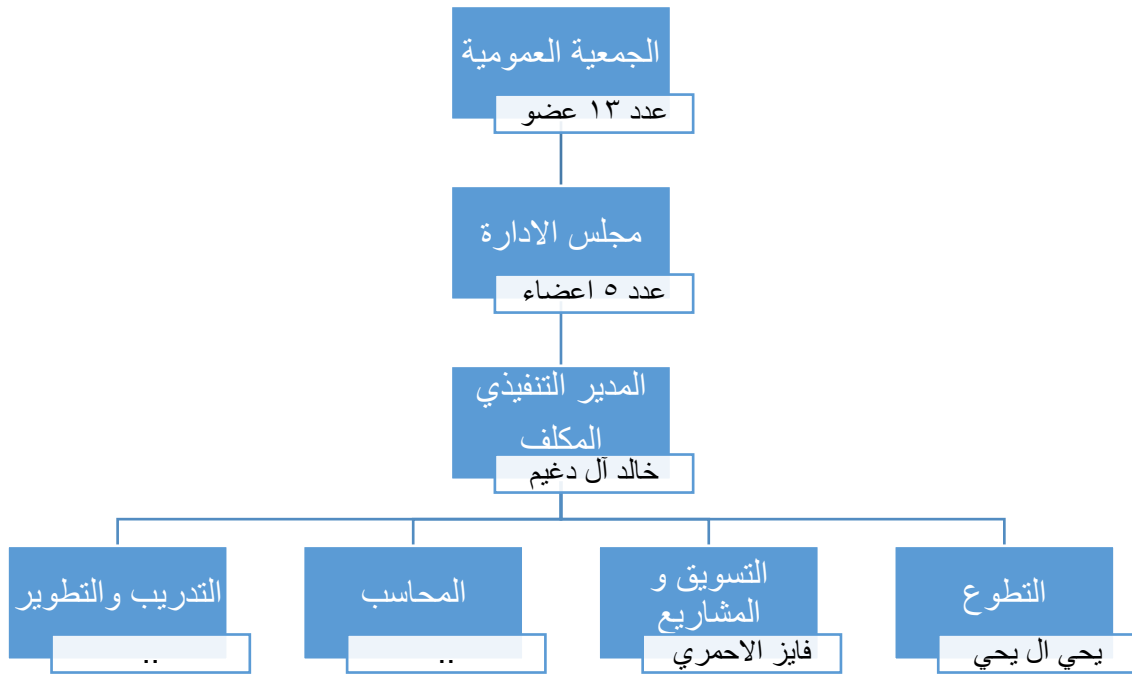 الجمعية العمومية
عدد ١٣ عضو
مجلس الادارة
عدد ٥ اعضاء
المدير التنفيذي
المكلف
خالد آل دغيم
التطوع
يحي ال يحي
التسويق و
المشاريع
فايز الاحمري
المحاسب
..
التدريب والتطوير
..